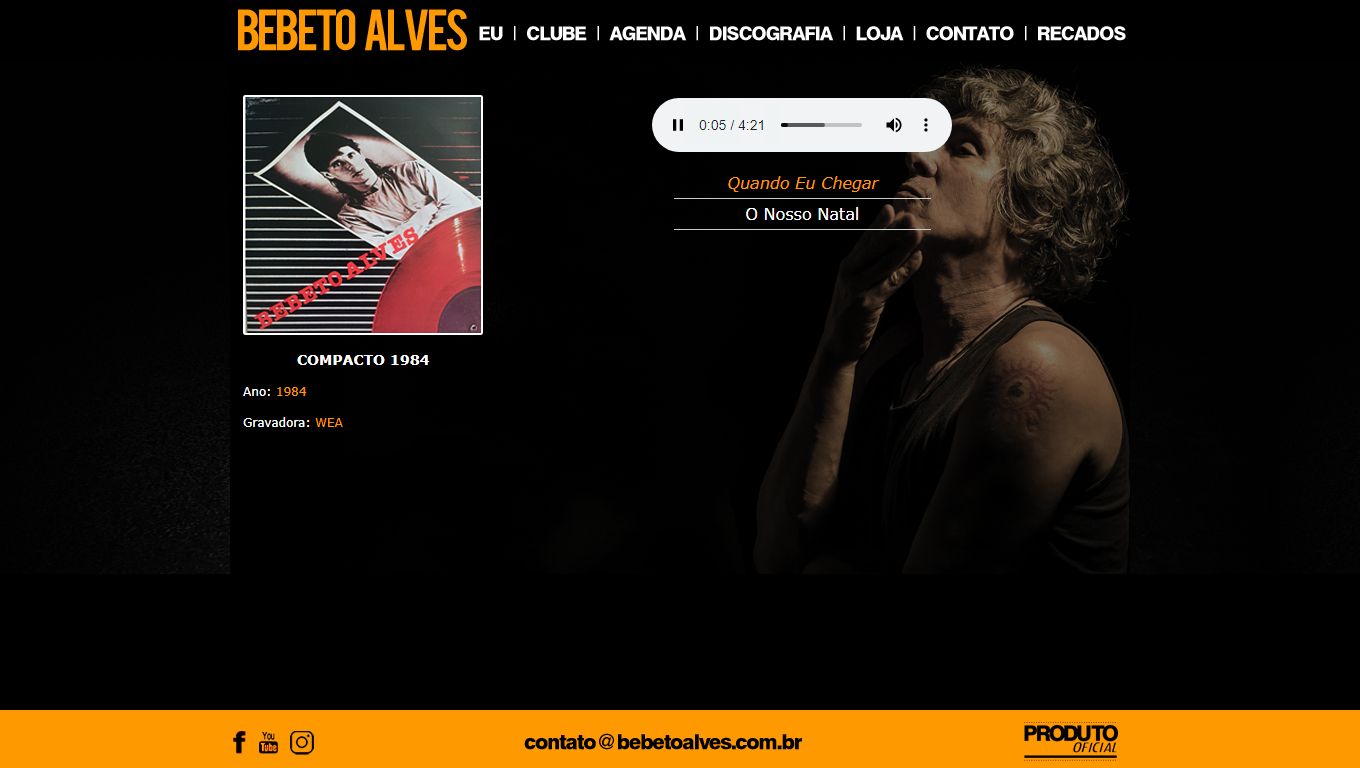 BEBETO ALVES
EU | CLUBE | AGENDA | DISCOGRAFIA | LOJA | CONTATO | RECADOS
BEBETO ALVES
COMPACTO 1984
Ano: 1984
Gravadora: WEA
0:05 / 4:21
Quando Eu Chegar
O Nosso Natal
f
You
Tube
contato@bebetoalves.com.br
PRODUTO
OFICIAL